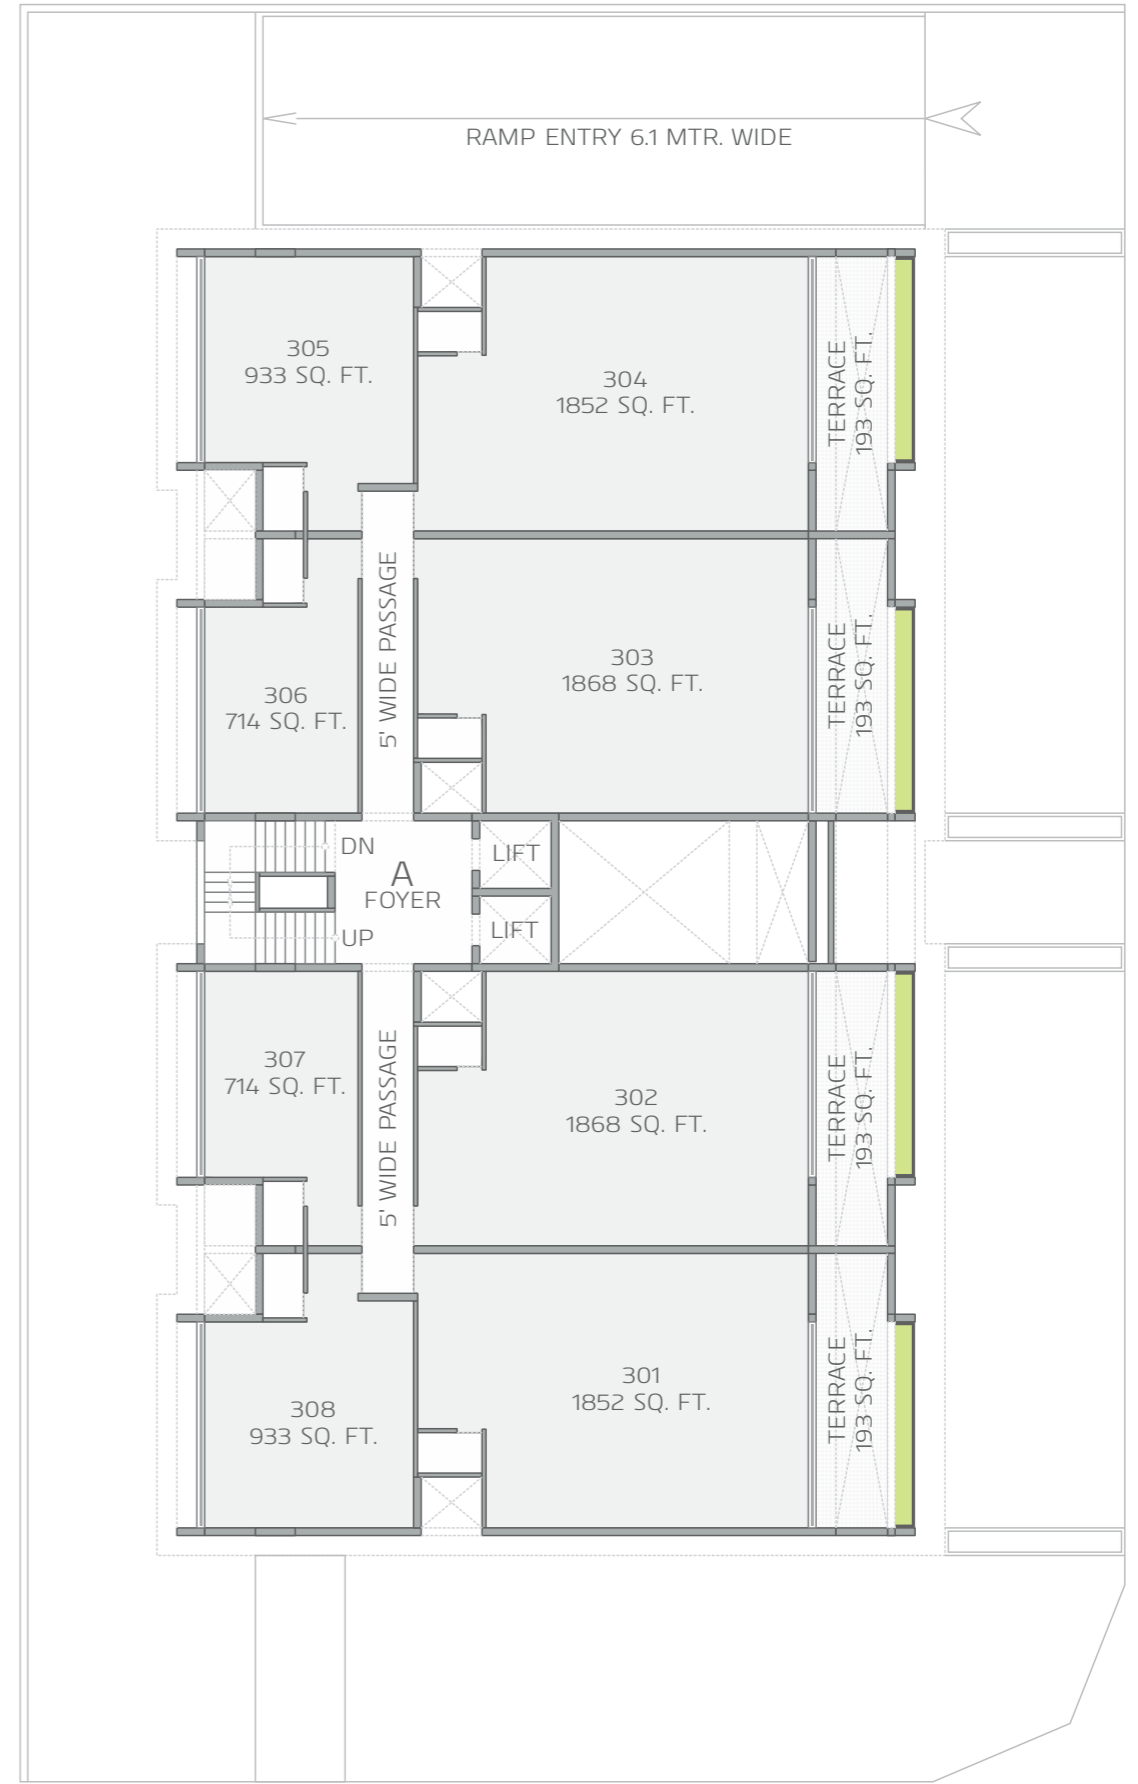 RAMP ENTRY 6.1 MTR. WIDE
305
933 SQ. FT.
304
1852 SQ. FT.
TERRACE
193 SQ. FT.
5' WIDE PASSAGE
303
1868 SQ. FT.
TERRACE
193 SQ. FT.
306
714 SQ. FT.
DN
A
FOYER
UP
LIFT
LIFT
307
714 SQ. FT.
5' WIDE PASSAGE
302
1868 SQ. FT.
TERRACE
193 SQ. FT.
301
1852 SQ. FT.
TERRACE
193 SQ. FT.
308
933 SQ. FT.